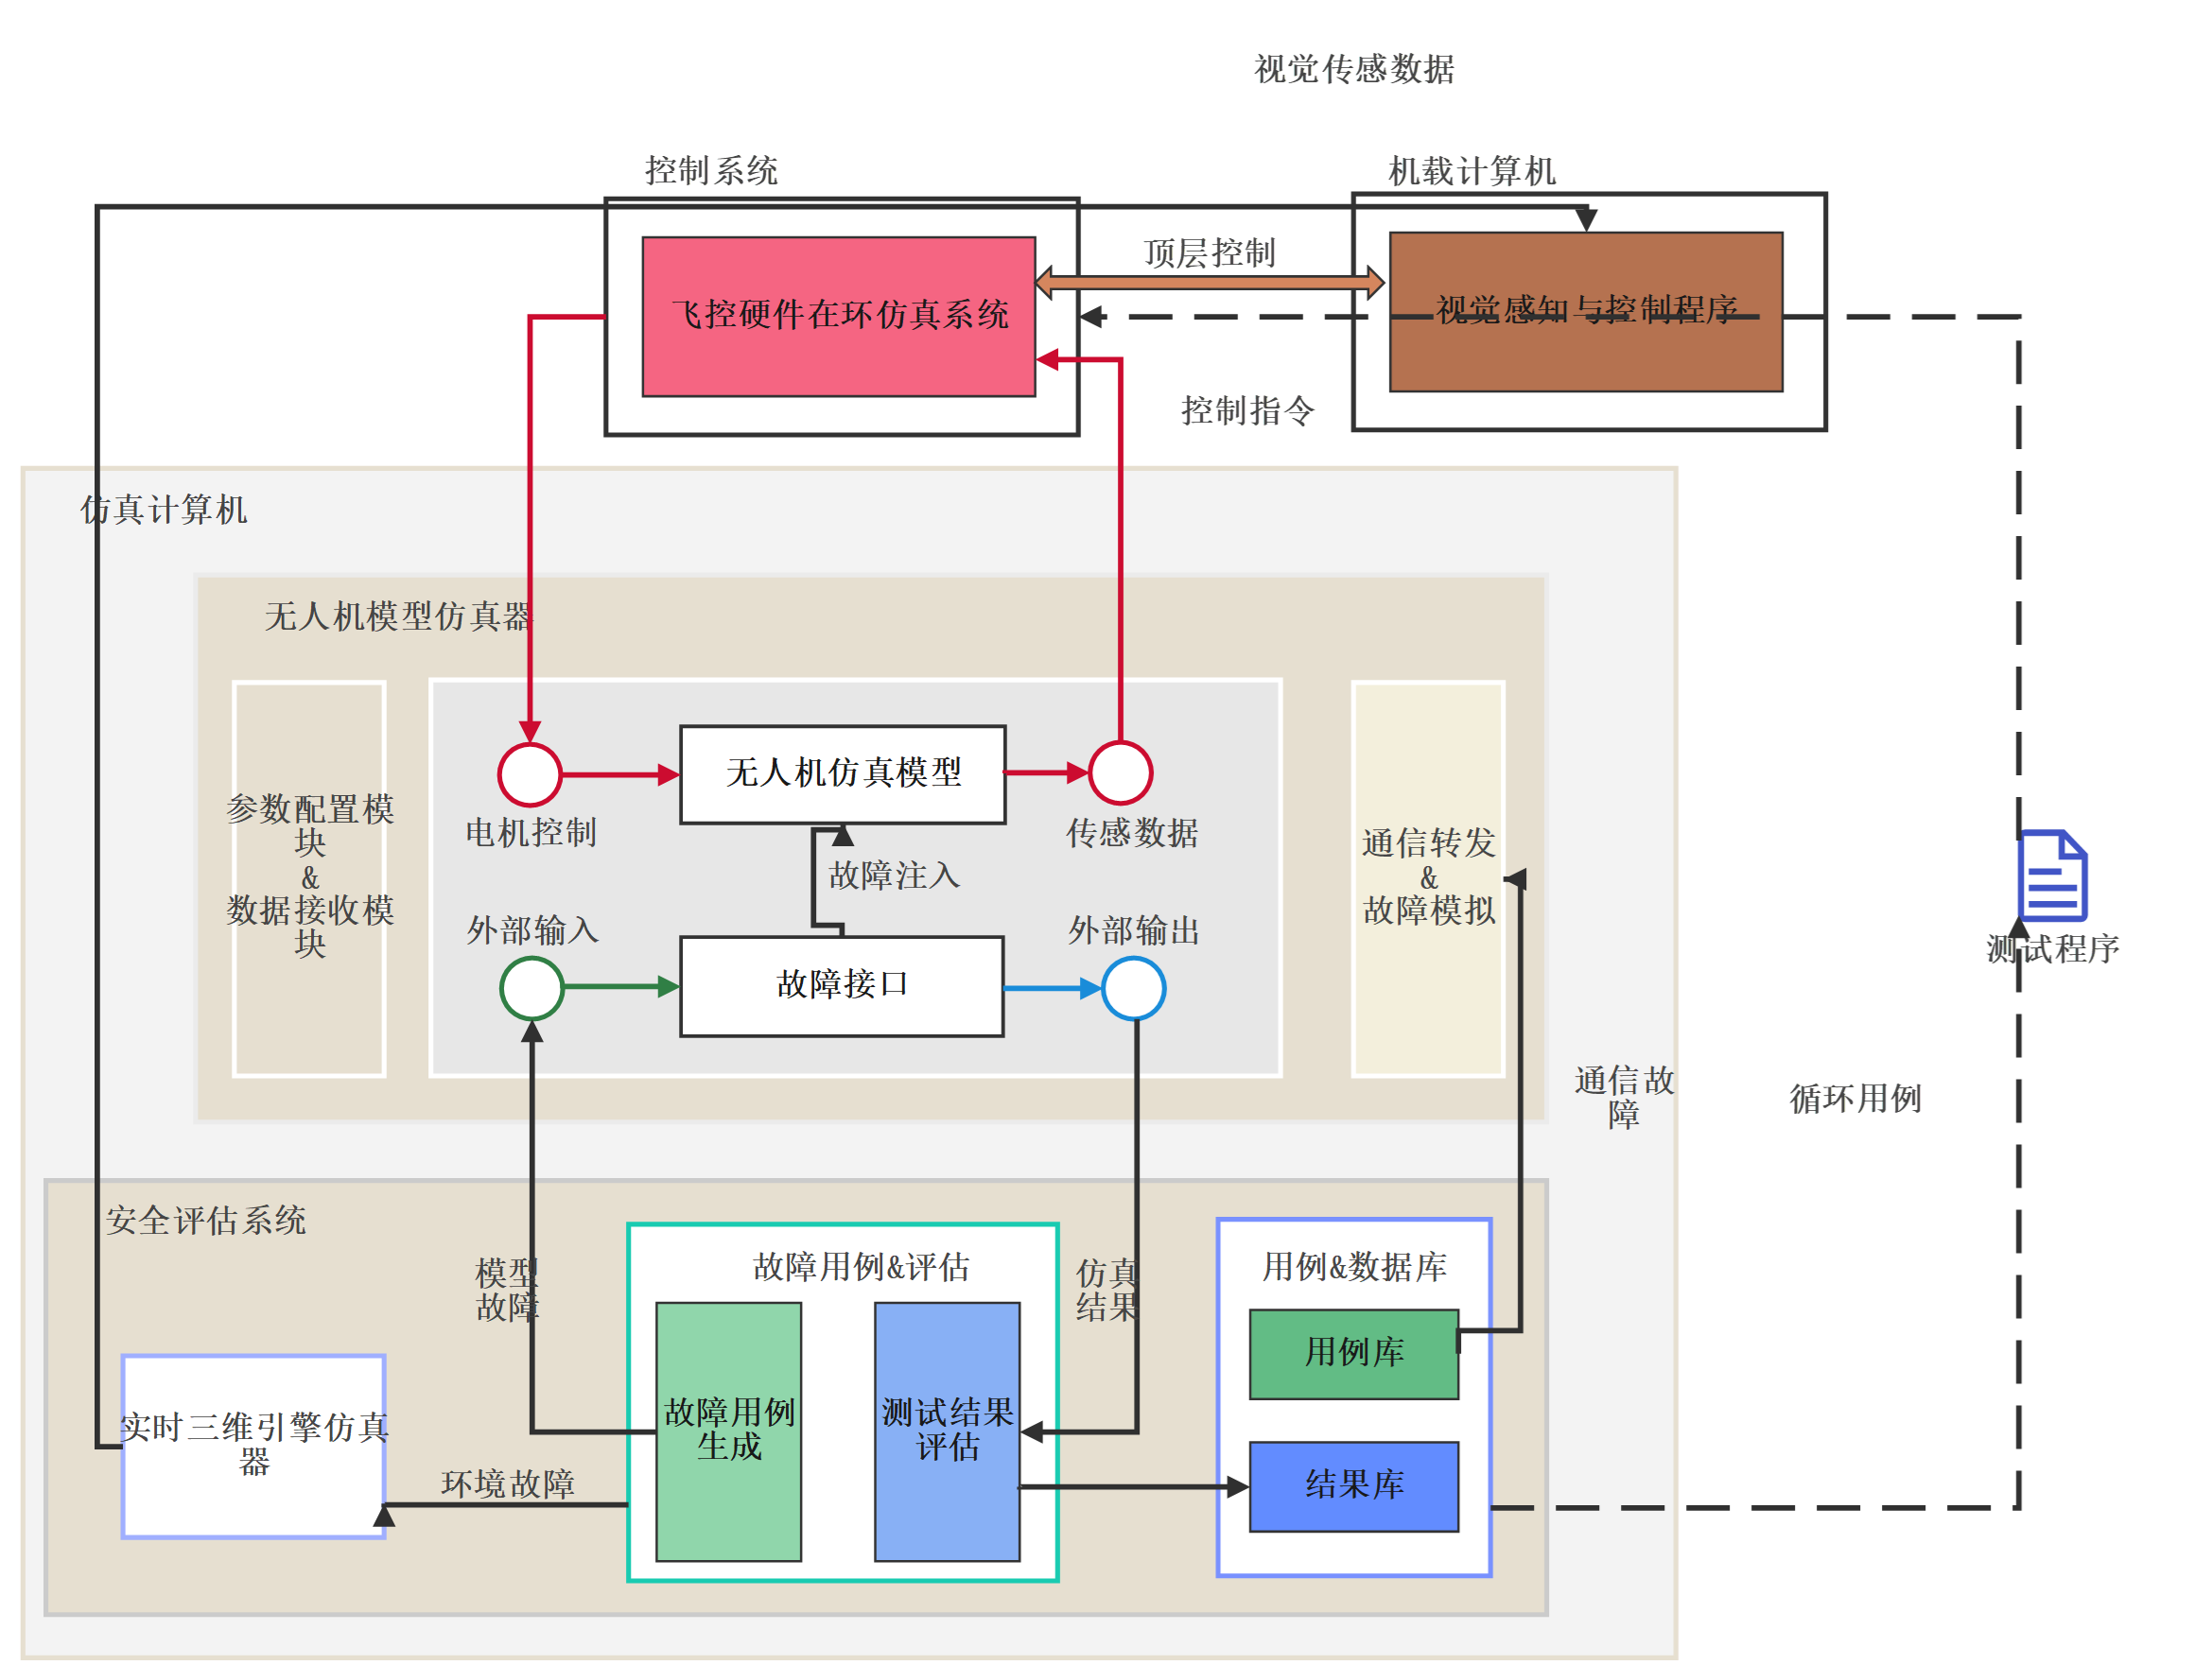 视觉传感数据
控制系统
机载计算机
顶层控制
飞控硬件在环仿真系统
视觉感知与控制程序
控制指令
仿真计算机
无人机模型仿真器
无人机仿真模型
参数配置模
块
&
数据接收模
块
电机控制
传感数据
通信转发
&
故障模拟
故障注入
外部输入
外部输出
故障接口
测试程序
通信故
障
循环用例
安全评估系统
模型
故障
故障用例&评估
仿真
结果
用例&数据库
用例库
故障用例
生成
测试结果
评估
实时三维引擎仿真
器
环境故障
结果库